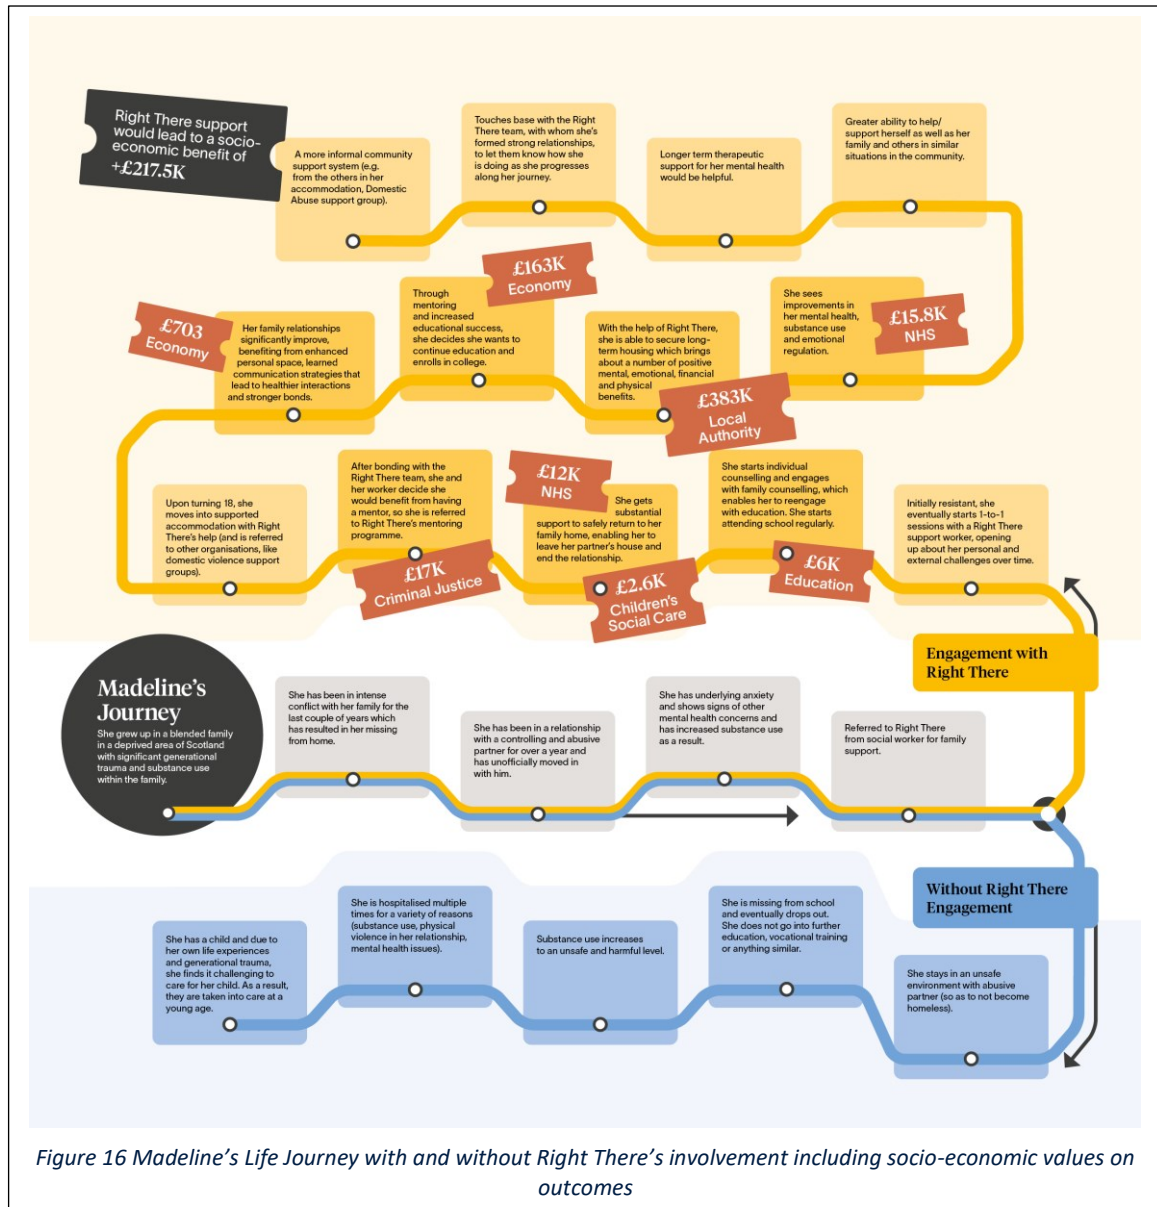 Right There support
would lead to a socio-
economic benefit of
+£217.5K
A more informal community
support system (e.g.
from the others in her
accommodation, Domestic
Abuse support group).
Touches base with the Right
There team, with whom she's
formed strong relationships,
to let them know how she
is doing as she progresses
along her journey.
Longer term therapeutic
support for her mental health
would be helpful.
Greater ability to help/
support herself as well as her
family and others in similar
situations in the community.
£703
Economy
Her family relationships
significantly improve,
benefiting from enhanced
personal space, learned
communication strategies that
lead to healthier interactions
and stronger bonds.
Through
mentoring
and increased
educational success,
she decides she wants to
continue education and
enrolls in college.
£163K
Economy
With the help of Right There,
she is able to secure long-
term housing which brings
about a number of positive
mental, emotional, financial
and physical
benefits.
£383K
Local
Authority
She sees
improvements in
her mental health,
substance use
and emotional
regulation.
£15.8K
NHS
Upon turning 18, she
moves into supported
accommodation with Right
There's help (and is referred
to other organisations, like
domestic violence support
groups).
After bonding with the
Right There team, she and
her worker decide she
would benefit from having
a mentor, so she is referred
to Right There's mentoring
programme.
£17K
Criminal Justice
£12K
NHS
She gets
substantial
support to safely return to her
family home, enabling her to
leave her partner's house and
end the relationship.
£2.6K
Children's
Social Care
She starts individual
counselling and engages
with family counselling, which
enables her to reengage
with education. She starts
attending school regularly.
£6K
Education
Initially resistant, she
eventually starts 1-to-1
sessions with a Right There
support worker, opening
up about her personal and
external challenges over time.
Engagement with
Right There
Madeline's
Journey
She grew up in a blended family
in a deprived area of Scotland
with significant generational
trauma and substance use
within the family.
She has been in intense
conflict with her family for the
last couple of years which
has resulted in her missing
from home.
She has been in a relationship
with a controlling and abusive
partner for over a year and
has unofficially moved in
with him.
She has underlying anxiety
and shows signs of other
mental health concerns and
has increased substance use
as a result.
Referred to Right There
from social worker for family
support.
Without Right There
Engagement
She has a child and due to
her own life experiences
and generational trauma,
she finds it challenging to
care for her child. As a result,
they are taken into care at a
young age.
She is hospitalised multiple
times for a variety of reasons
(substance use, physical
violence in her relationship,
mental health issues).
Substance use increases
to an unsafe and harmful level.
She is missing from school
and eventually drops out.
She does not go into further
education, vocational training
or anything similar.
She stays in an unsafe
environment with abusive
partner (so as to not become
homeless).
Figure 16 Madeline's Life Journey with and without Right There's involvement including socio-economic values on
outcomes